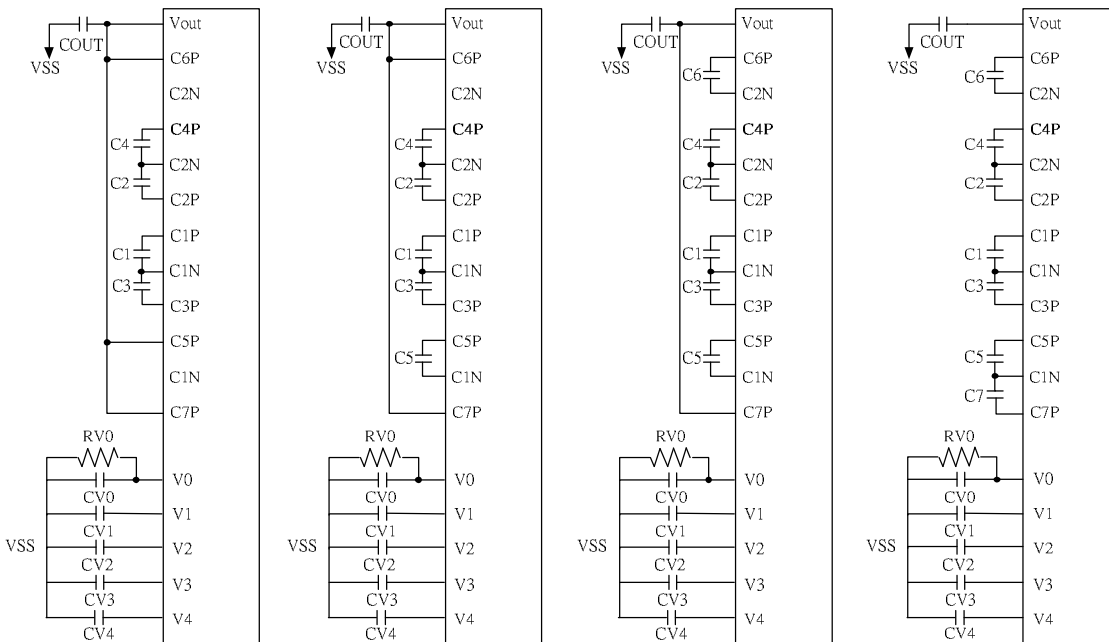 Vout
COUT
VSS
C6P
C2N
C4P
C4
C2N
C2
C2P
C1P
C1
C1N
C3
C3P
C5P
C1N
C7P
RV0
V0
CV0
V1
CV1
VSS
V2
CV2
V3
CV3
V4
CV4
Vout
COUT
VSS
C6P
C2N
C4P
C4
C2N
C2
C2P
C1P
C1
C1N
C3
C3P
C5P
C5
C1N
C7P
RV0
V0
CV0
V1
CV1
VSS
V2
CV2
V3
CV3
V4
CV4
Vout
COUT
VSS
C6P
C6
C2N
C4P
C4
C2N
C2
C2P
C1P
C1
C1N
C3
C3P
C5P
C5
C1N
C7P
RV0
V0
CV0
V1
CV1
VSS
V2
CV2
V3
CV3
V4
CV4
Vout
COUT
VSS
C6P
C6
C2N
C4P
C4
C2N
C2
C2P
C1P
C1
C1N
C3
C3P
C5P
C5
C1N
C7
C7P
RV0
V0
CV0
V1
CV1
VSS
V2
CV2
V3
CV3
V4
CV4